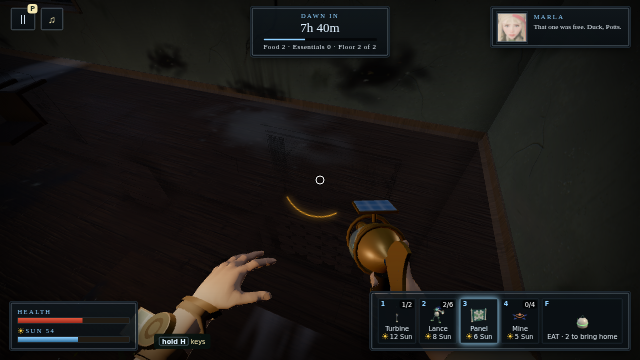 P
DAWN IN
7h 40m
Food 2 · Essentials 0 · Floor 2 of 2
MARLA
That one was free. Duck, Potts.
HEALTH
SUN 54
hold H keys
1 1/2
Turbine
12 Sun
2 2/6
Lance
8 Sun
3
Panel
6 Sun
4 0/4
Mine
5 Sun
F
EAT · 2 to bring home